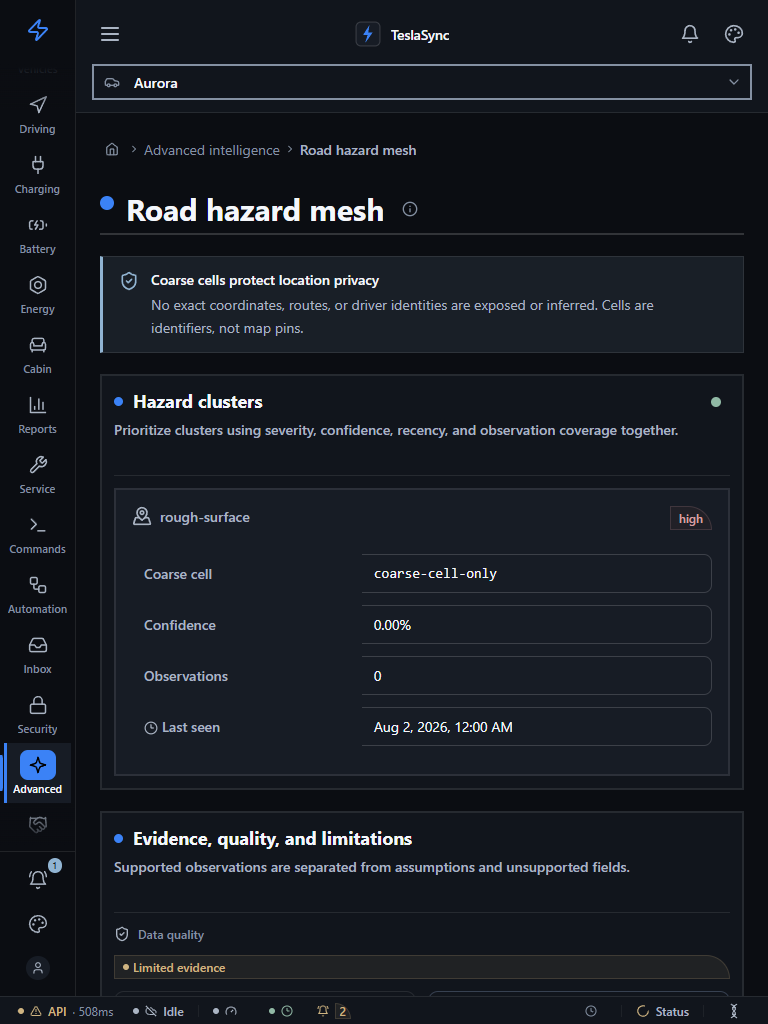 TeslaSync
Aurora
Driving
Charging
Battery
Energy
Cabin
Reports
Service
Commands
Automation
Inbox
Security
Advanced
1
Advanced intelligence
Road hazard mesh
Road hazard mesh
Coarse cells protect location privacy
No exact coordinates, routes, or driver identities are exposed or inferred. Cells are
identifiers, not map pins.
Hazard clusters
Prioritize clusters using severity, confidence, recency, and observation coverage together.
rough-surface
high
Coarse cell
coarse-cell-only
Confidence
0.00%
Observations
0
Last seen
Aug 2, 2026, 12:00 AM
Evidence, quality, and limitations
Supported observations are separated from assumptions and unsupported fields.
Data quality
Limited evidence
API · 508ms
Idle
2
Status